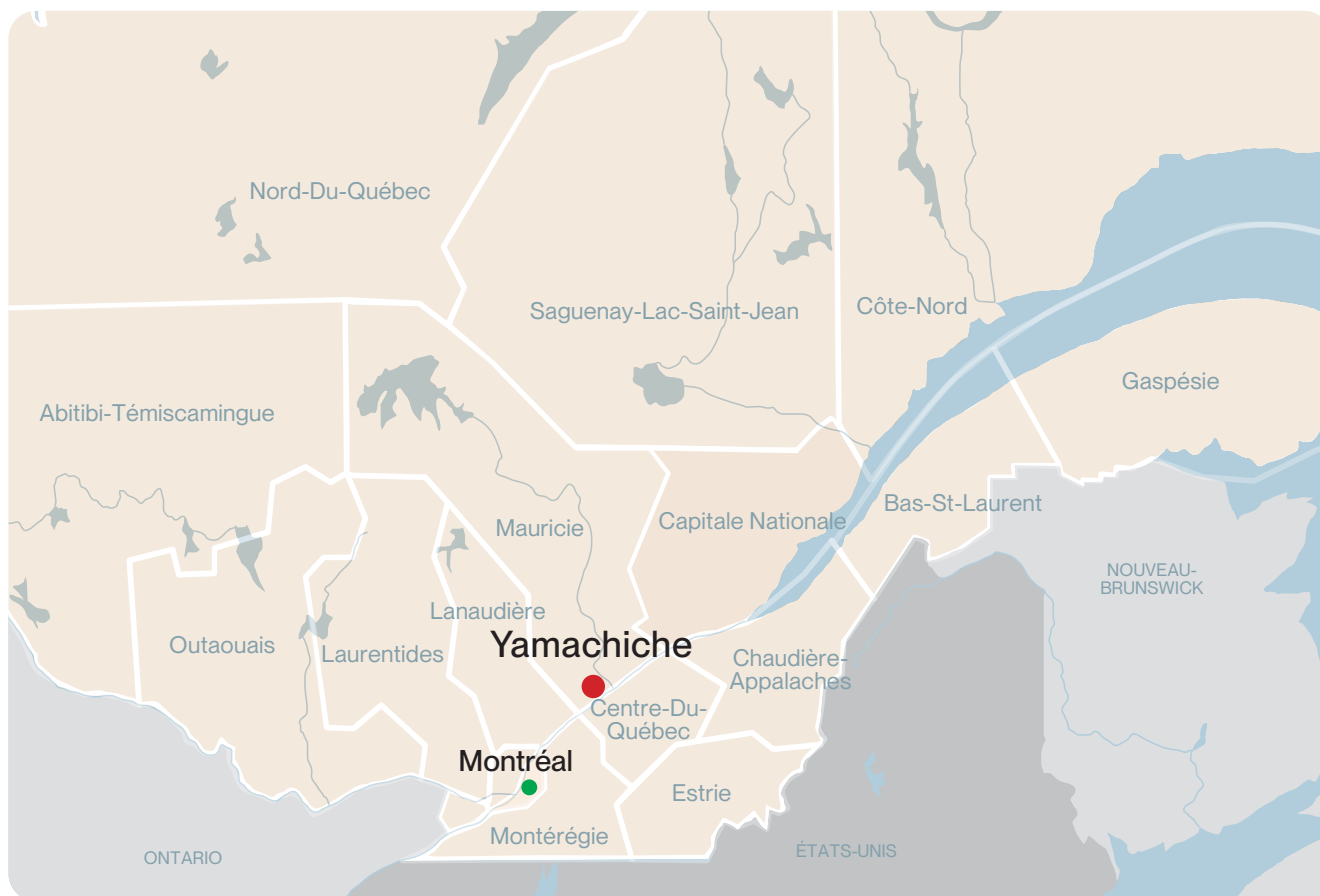 Nord-Du-Québec
Saguenay-Lac-Saint-Jean
Côte-Nord
Gaspésie
Abitibi-Témiscamingue
Bas-St-Laurent
Capitale Nationale
Mauricie
NOUVEAU-
BRUNSWICK
Lanaudière
Outaouais
Laurentides
Yamachiche
Chaudière-
Appalaches
Centre-Du-
Québec
Montréal
Estrie
Montérégie
ONTARIO
ÉTATS-UNIS